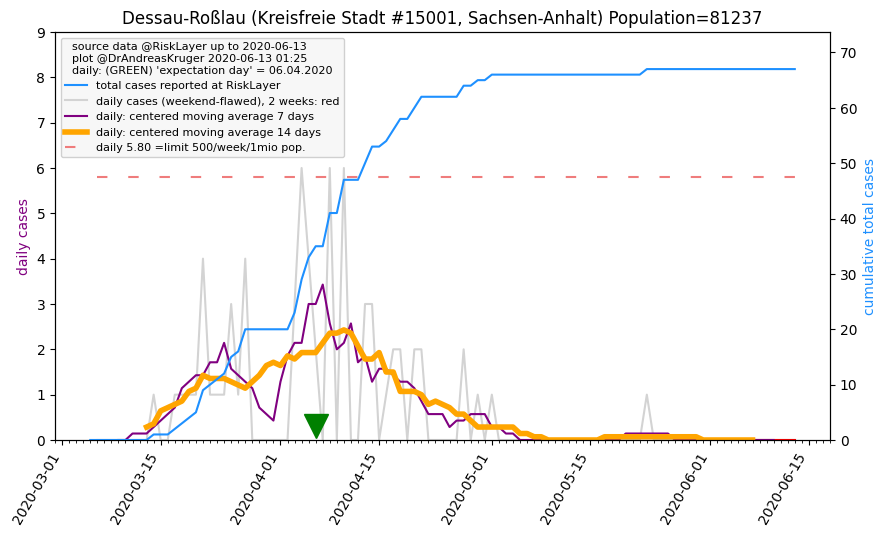 Dessau-Roßlau (Kreisfreie Stadt #15001, Sachsen-Anhalt) Population=81237
source data @RiskLayer up to 2020-06-13
plot @DrAndreasKruger 2020-06-13 01:25
daily: (GREEN) 'expectation day' = 06.04.2020
total cases reported at RiskLayer
daily cases (weekend-flawed), 2 weeks: red
daily: centered moving average 7 days
daily: centered moving average 14 days
daily 5.80 =limit 500/week/1mio pop.
daily cases
9
8
7
6
5
4
3
2
1
0
70
60
50
40
30
20
10
0
cumulative total cases
2020-03-01
2020-03-15
2020-04-01
2020-04-15
2020-05-01
2020-05-15
2020-06-01
2020-06-15